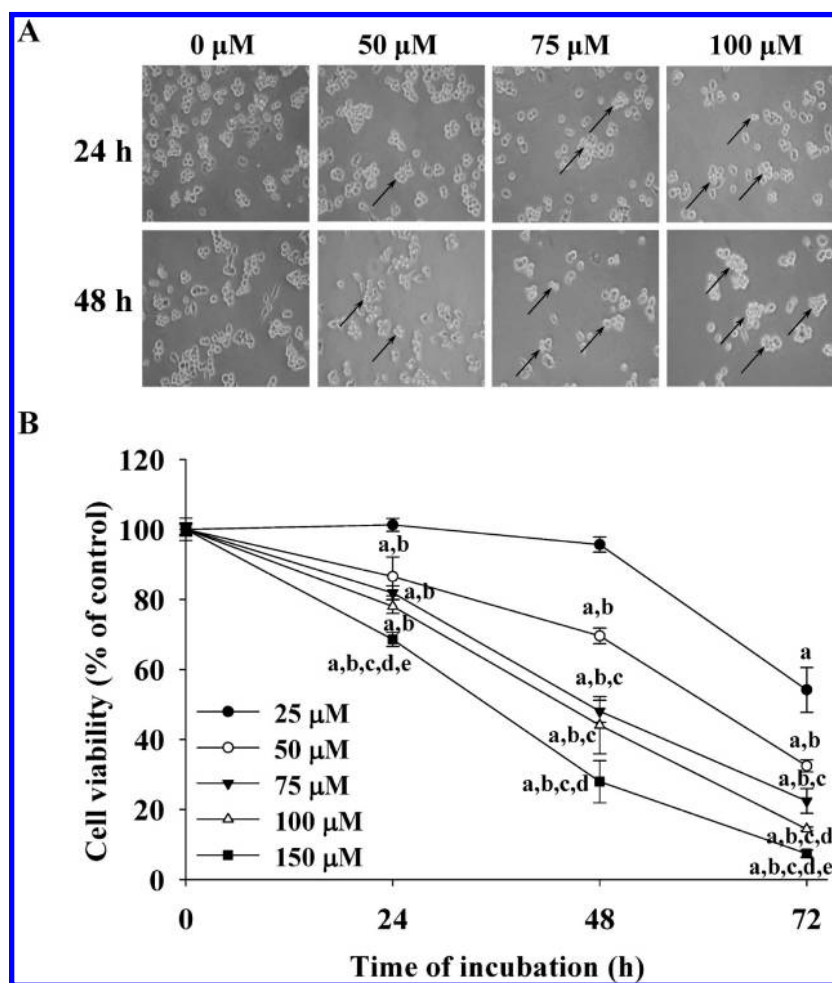 A
0 µM 50 µM 75 µM 100 µM
24 h
48 h
B
120
100
80
60
40
20
0
Cell viability (% of control)
a,b
a,b
a,b
a,b,c,d,e
a,b
a,b,c
a,b,c
a,b,c,d
a
a,b
a,b,c
a,b,c,d
a,b,c,d,e
25 µM
50 µM
75 µM
100 µM
150 µM
0 24 48 72
Time of incubation (h)